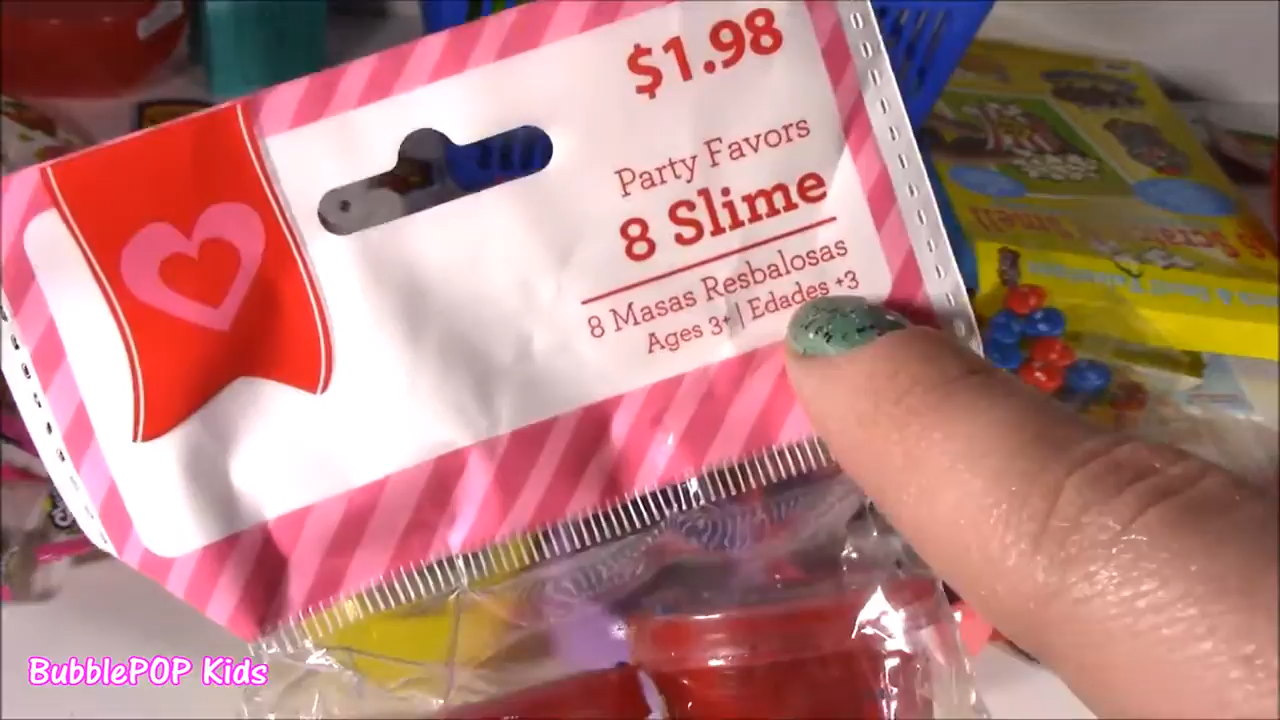 $1.98
Party Favors
8 Slime
8 Masas Resbalosas
Ages 3+ | Edades +3
BubblePOP Kids